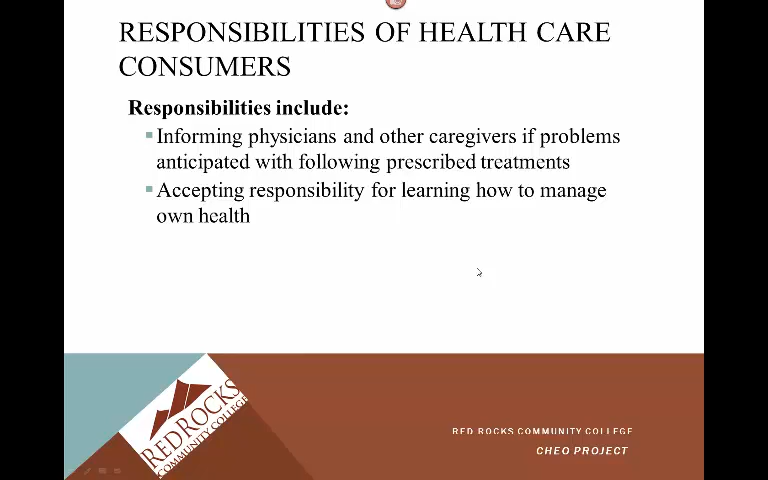 RESPONSIBILITIES OF HEALTH CARE
CONSUMERS
Responsibilities include:
Informing physicians and other caregivers if problems
anticipated with following prescribed treatments
Accepting responsibility for learning how to manage
own health
RED ROCKS
COMMUNITY COLLEGE
RED ROCKS COMMUNITY COLLEGE
CHEO PROJECT